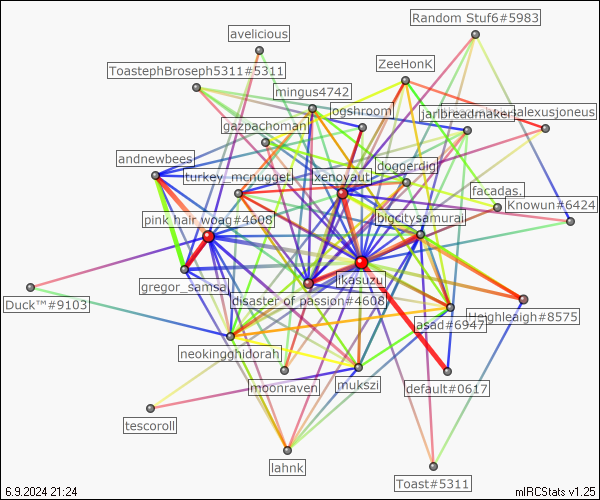 Random Stuf6#5983
avelicious
ZeeHonK
ToastephBroseph5311#5311
mingus4742
ogshroom
jarlbreadmaker
alexusjoneus
gazpachoman
andnewbees
doggerdig
turkey_mcnugget
xenoyaut
facadas.
Knowun#6424
pink hair woag#4608
bigcitysamurai
ikasuzu
gregor_samsa
disaster of passion#4608
Duck™#9103
Heighleaigh#8575
asad#6947
neokingghidorah
moonraven
mukszi
default#0617
tescoroll
lahnk
Toast#5311
6.9.2024 21:24
mIRCStats v1.25